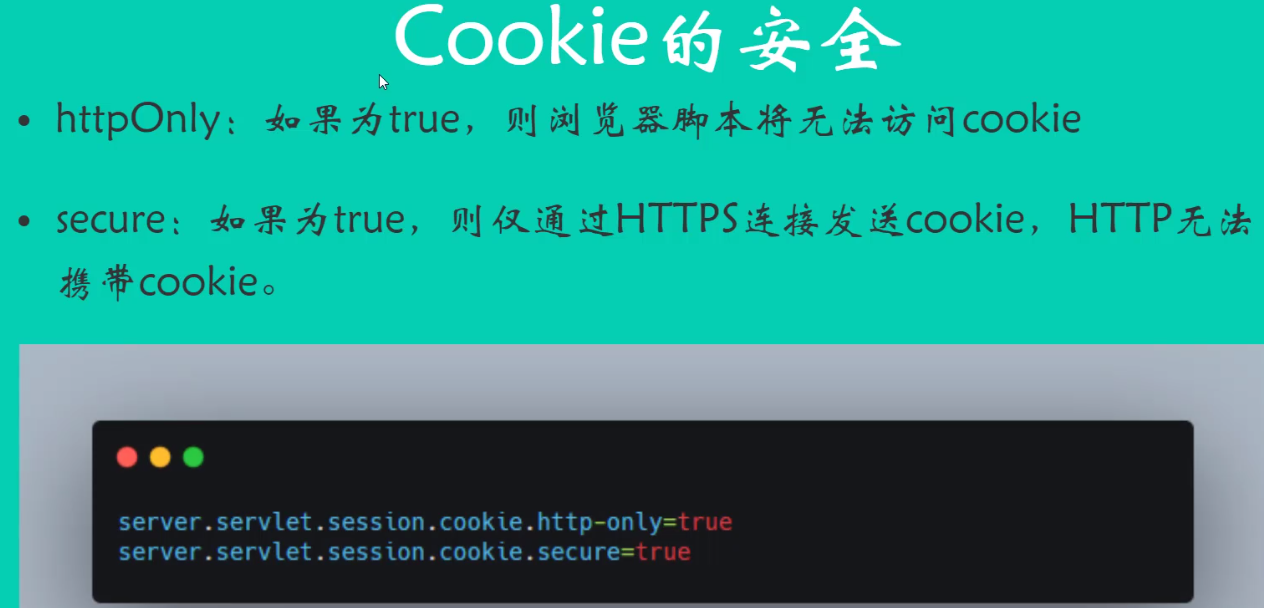 Cookie的安全
• httpOnly：如果为true，则浏览器脚本将无法访问cookie
• secure：如果为true，则仅通过HTTPS连接发送cookie，HTTP无法
携带cookie。
server.servlet.session.cookie.http-only=true
server.servlet.session.cookie.secure=true